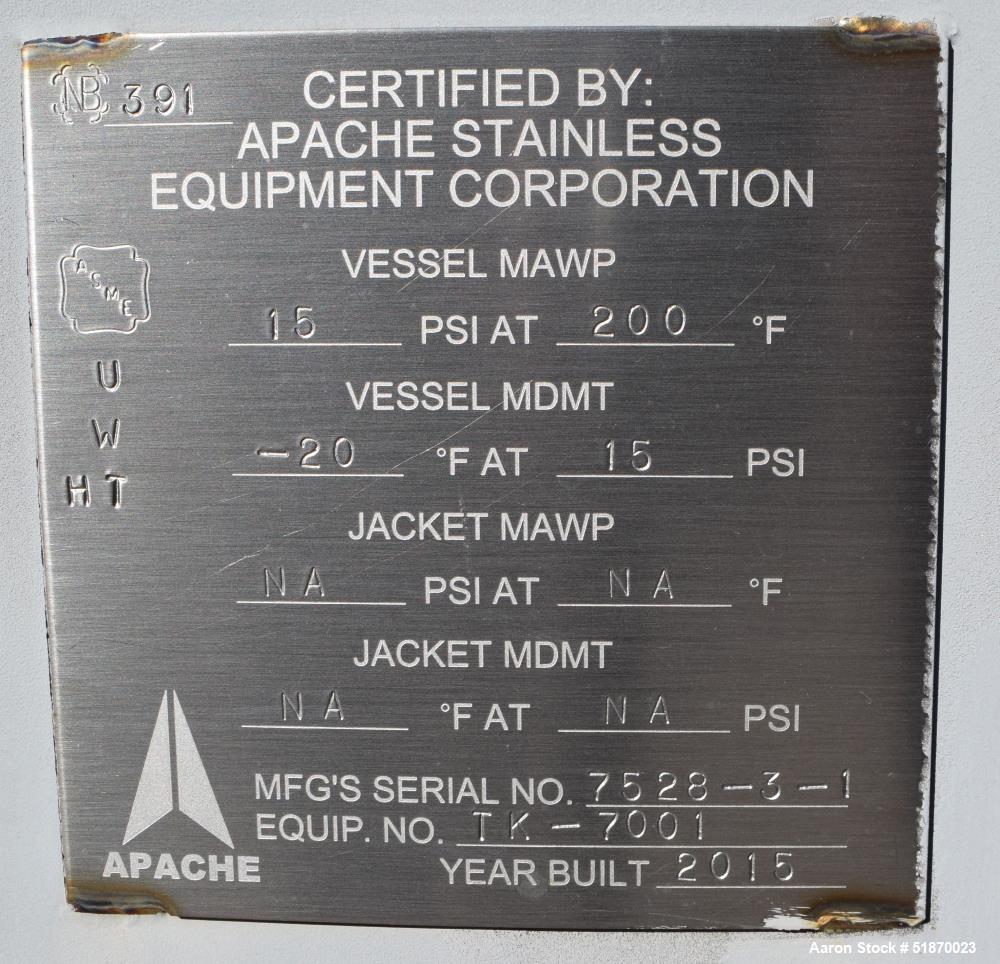 NB 391
CERTIFIED BY:
APACHE STAINLESS
EQUIPMENT CORPORATION
ASME
U
W
HT
VESSEL MAWP
15 PSI AT 200 °F
VESSEL MDMT
-20 °F AT 15 PSI
JACKET MAWP
NA PSI AT NA °F
JACKET MDMT
NA °F AT NA PSI
MFG'S SERIAL NO. 7528-3-1
EQUIP. NO. TK-7001
YEAR BUILT 2015
APACHE
Aaron Stock # 51870023